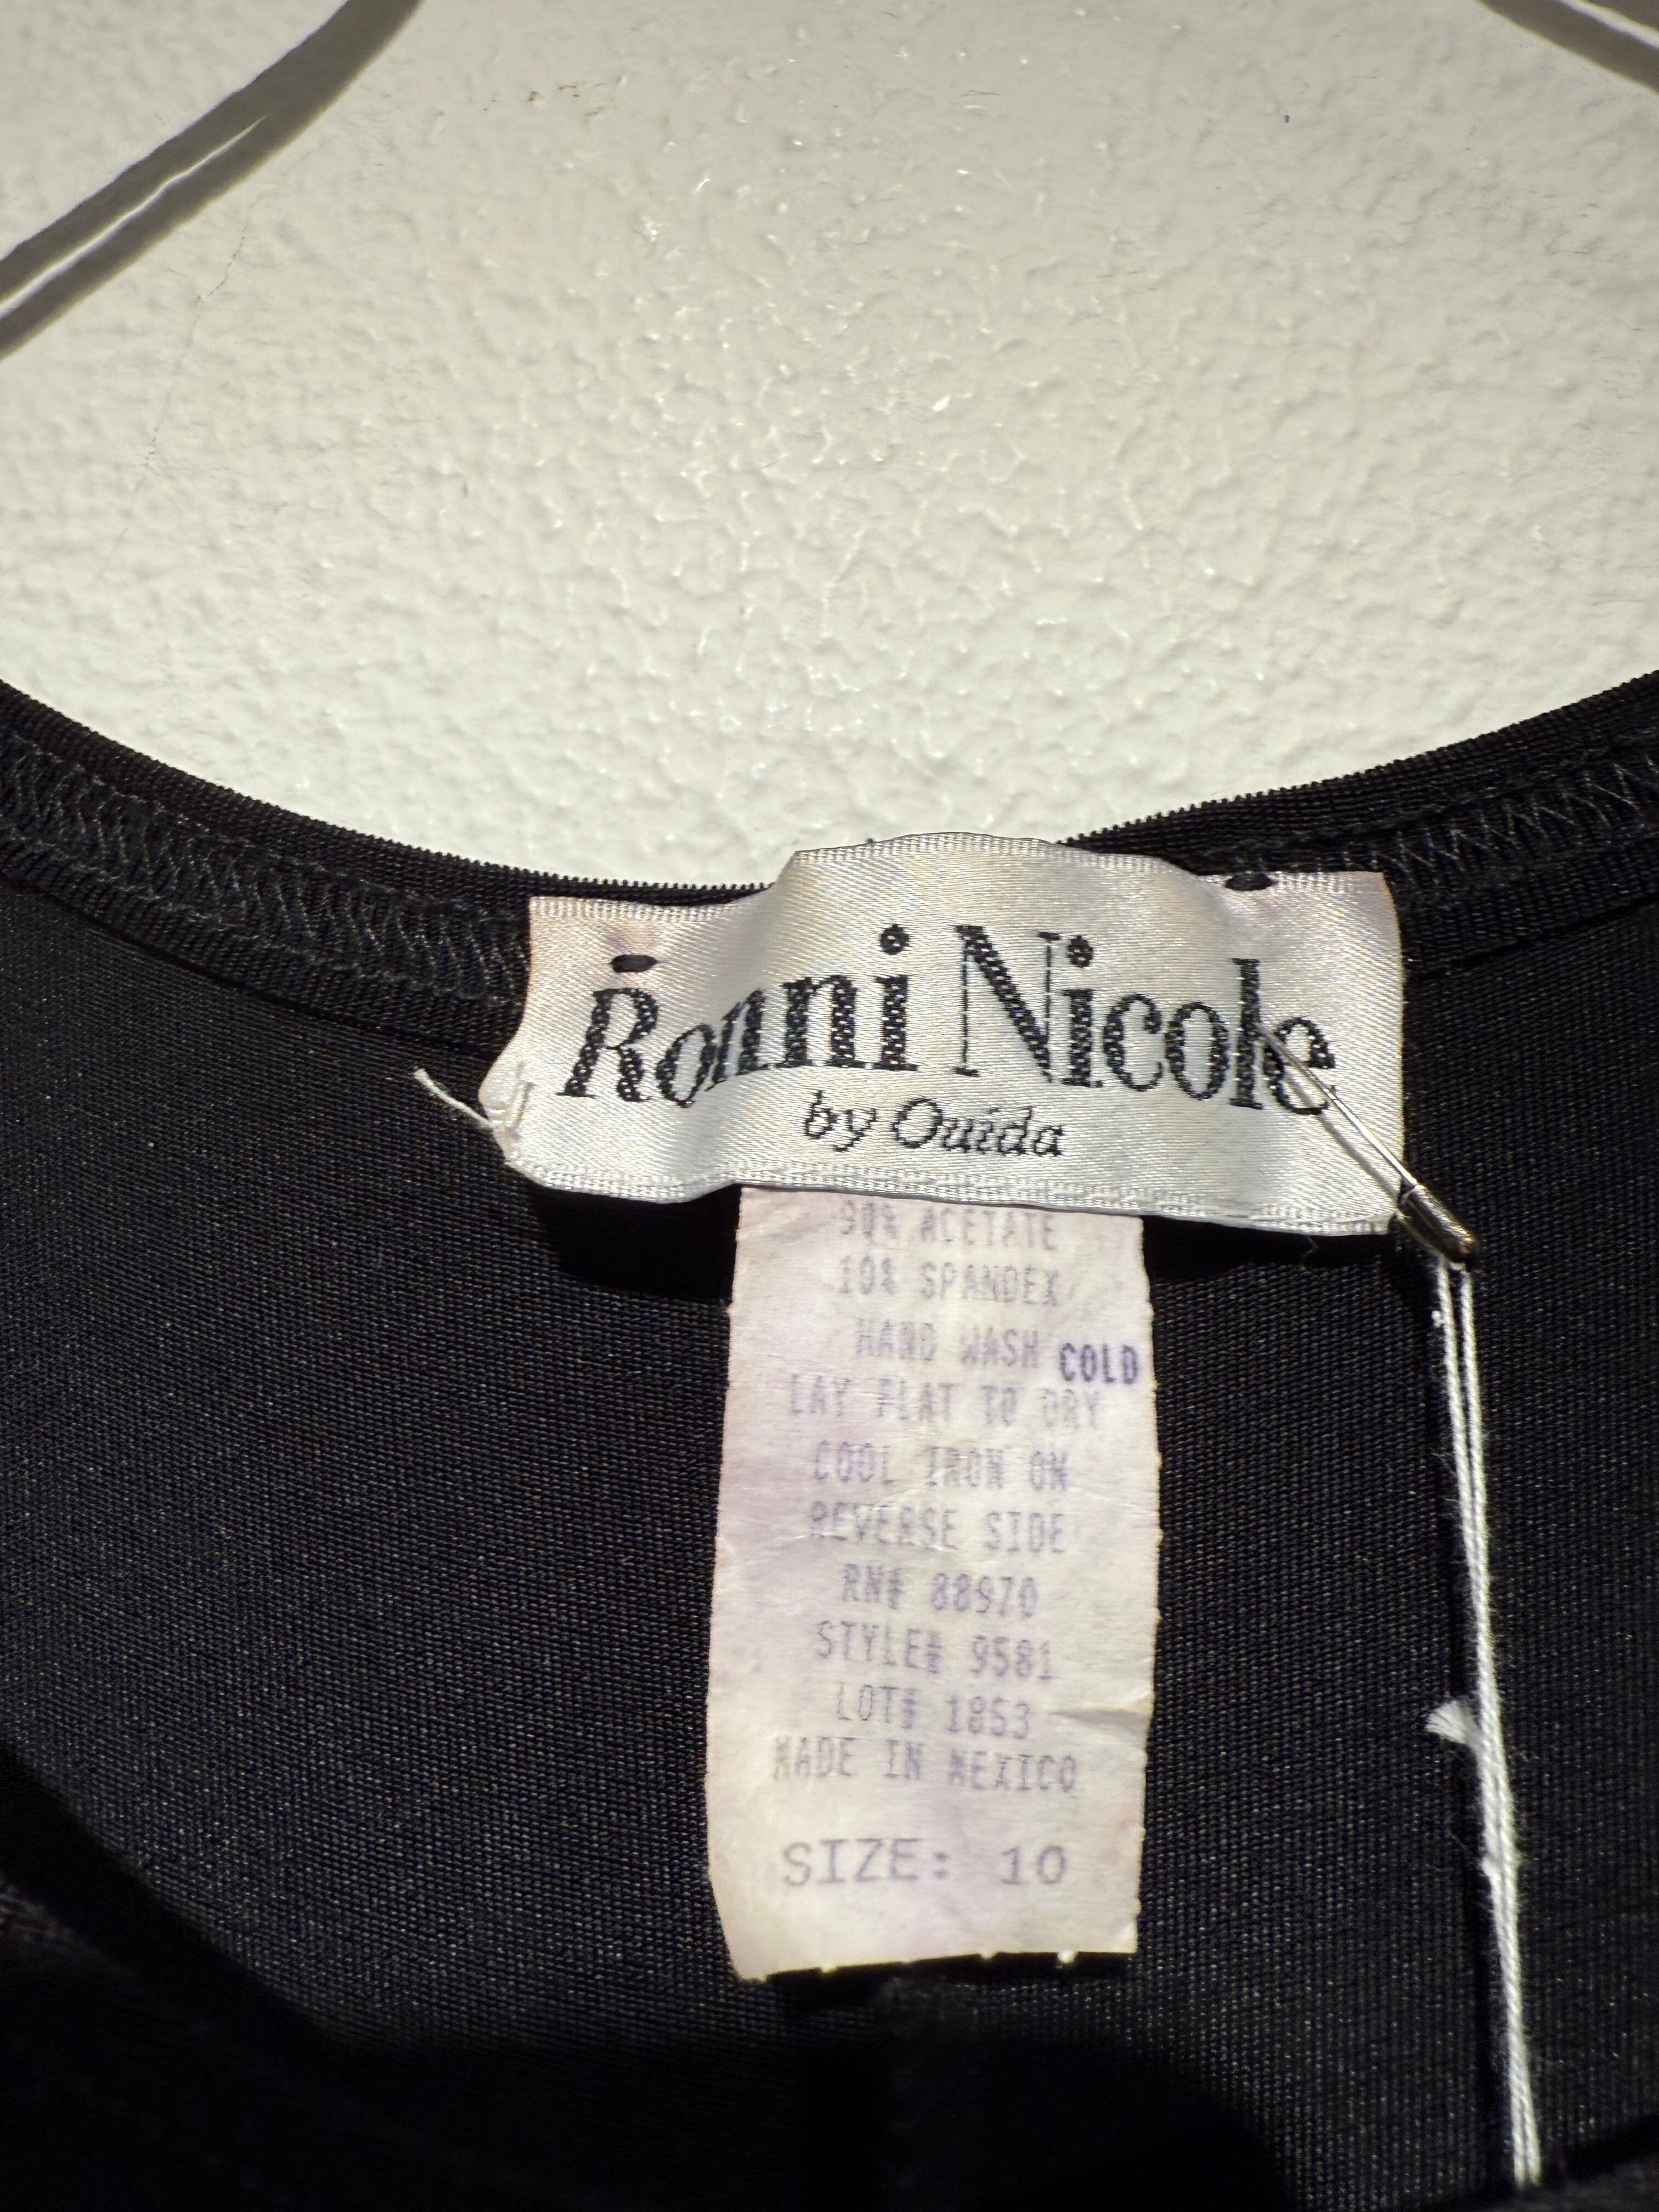 Ronni Nicole
by Ouida
90% ACETATE
10% SPANDEX
HAND WASH COLD
LAY FLAT TO DRY
COOL IRON ON
REVERSE SIDE
RN# 88970
STYLE# 9581
LOT# 1853
MADE IN MEXICO
SIZE: 10